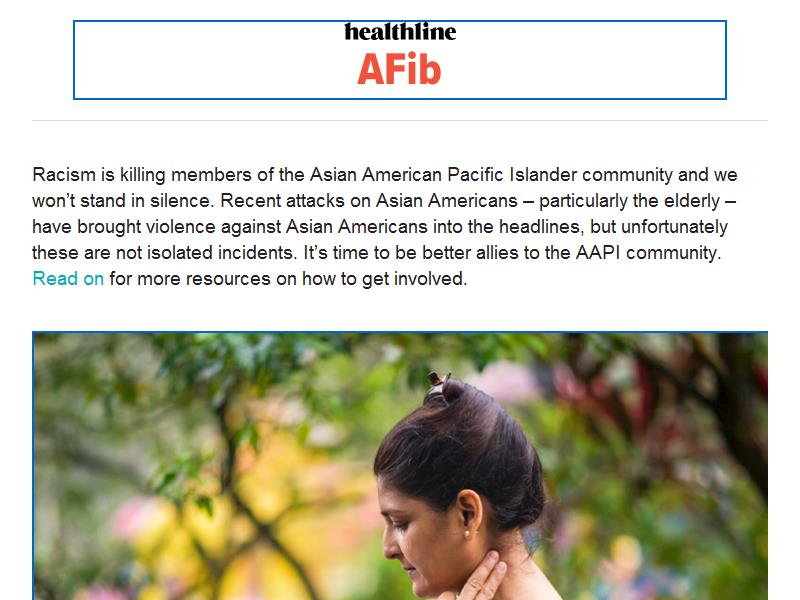 healthline
AFib
Racism is killing members of the Asian American Pacific Islander community and we
won’t stand in silence. Recent attacks on Asian Americans – particularly the elderly –
have brought violence against Asian Americans into the headlines, but unfortunately
these are not isolated incidents. It’s time to be better allies to the AAPI community.
Read on for more resources on how to get involved.